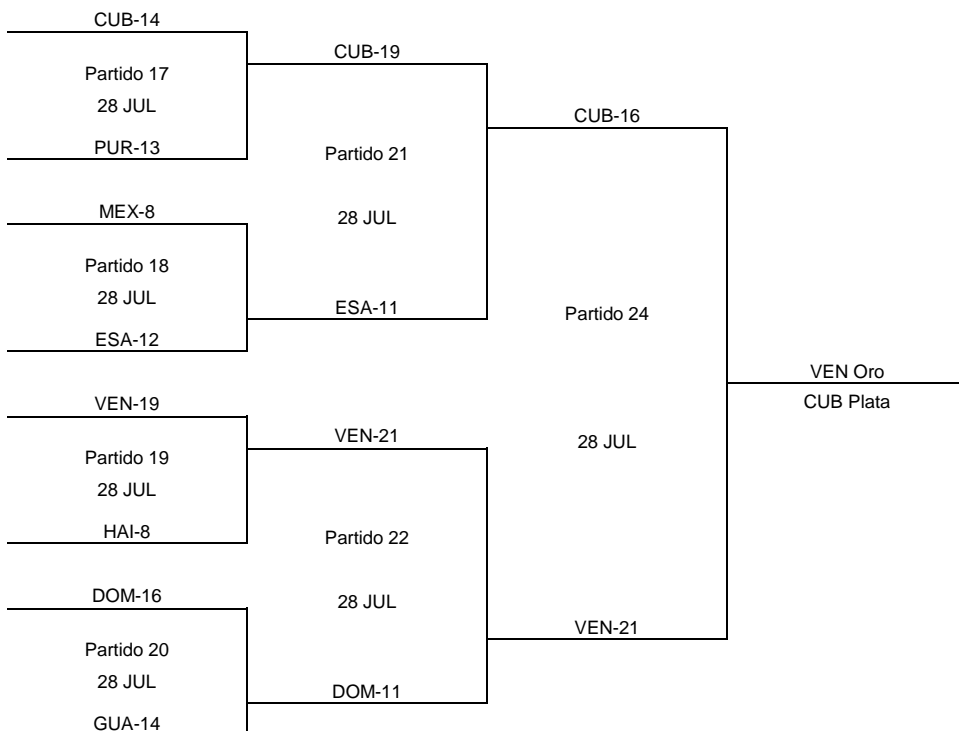 CUB-14
Partido 17
28 JUL
PUR-13
MEX-8
Partido 18
28 JUL
ESA-12
VEN-19
Partido 19
28 JUL
HAI-8
DOM-16
Partido 20
28 JUL
GUA-14
CUB-19
Partido 21
28 JUL
ESA-11
VEN-21
Partido 22
28 JUL
DOM-11
CUB-16
Partido 24
28 JUL
VEN-21
VEN Oro
CUB Plata